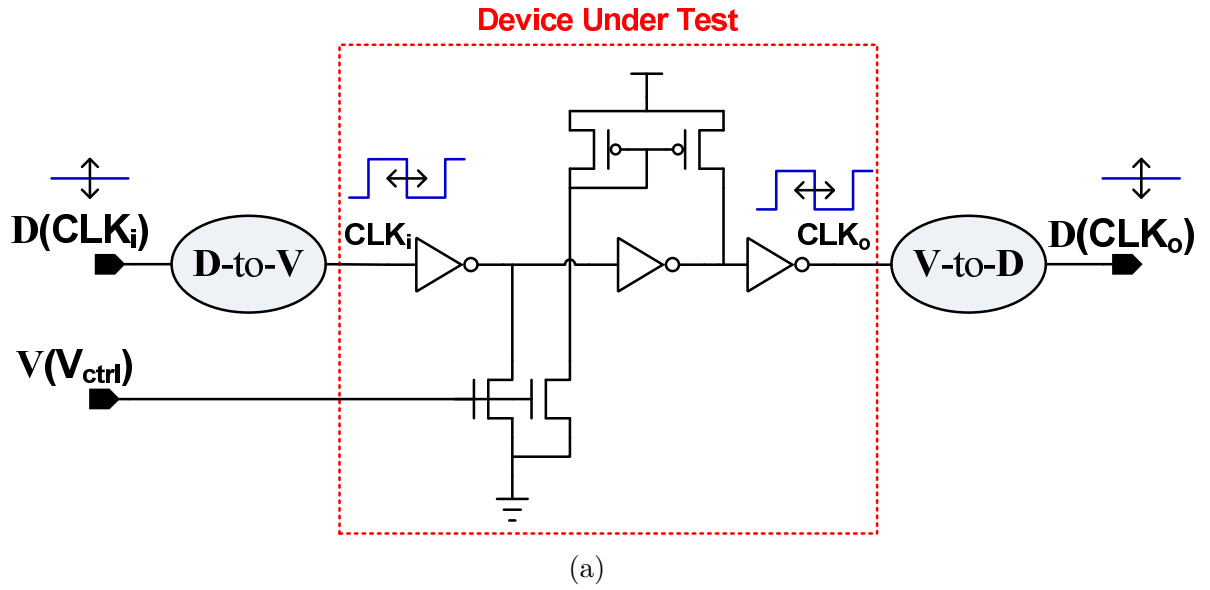 Device Under Test
D(CLKi)
D-to-V
CLKi
CLKo
V-to-D
D(CLKo)
V(Vctrl)
(a)